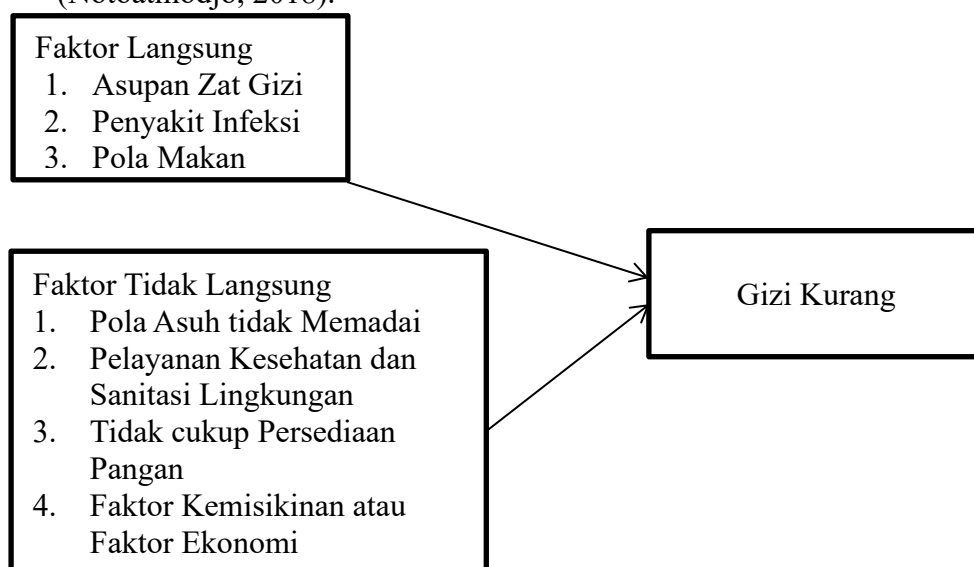 (Notoatmodjo, 2018).
Faktor Langsung
1. Asupan Zat Gizi
2. Penyakit Infeksi
3. Pola Makan
Faktor Tidak Langsung
1. Pola Asuh tidak Memadai
2. Pelayanan Kesehatan dan
Sanitasi Lingkungan
3. Tidak cukup Persediaan
Pangan
4. Faktor Kemisikinan atau
Faktor Ekonomi
Gizi Kurang